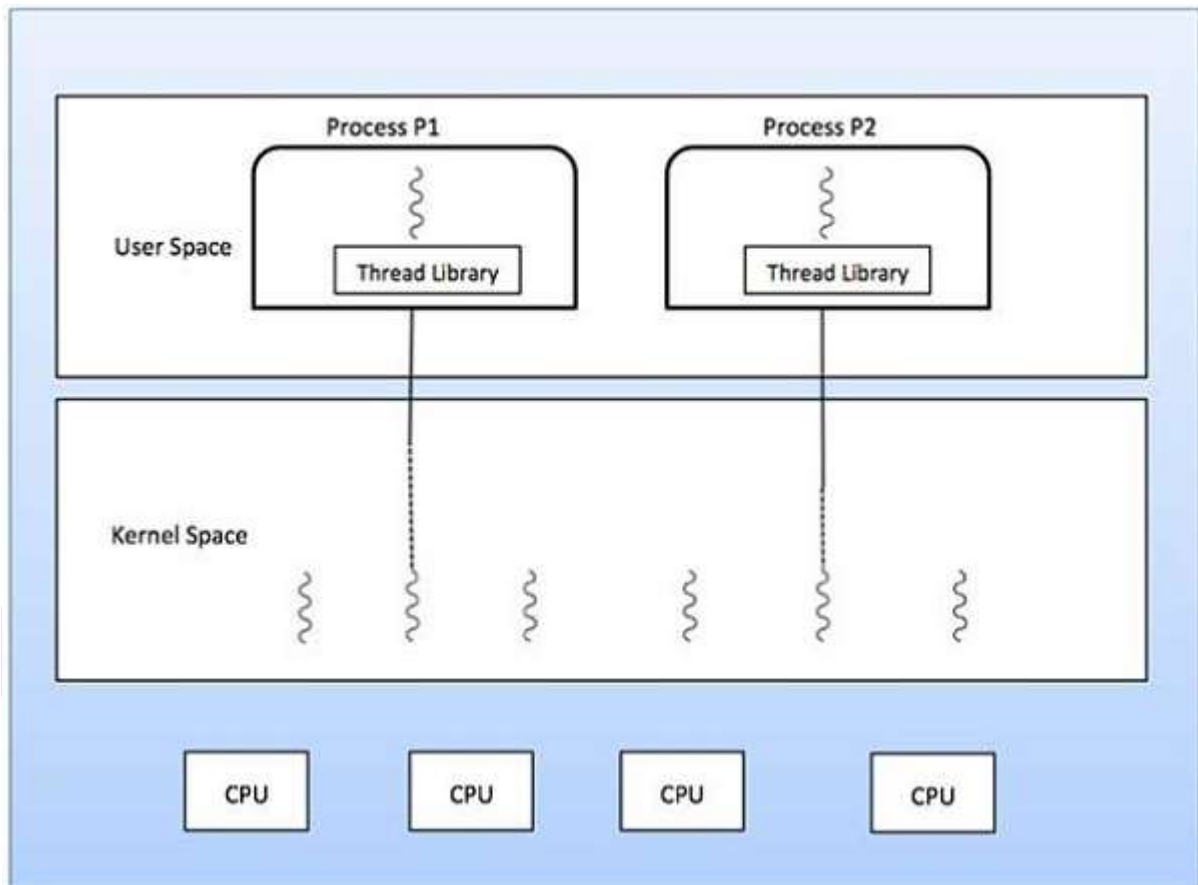 Process P1
Process P2
User Space
Thread Library
Thread Library
Kernel Space
CPU
CPU
CPU
CPU